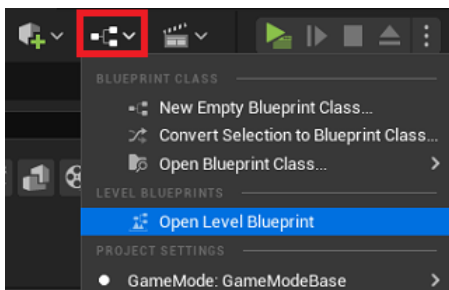 BLUEPRINT CLASS
New Empty Blueprint Class...
Convert Selection to Blueprint Class...
Open Blueprint Class...
LEVEL BLUEPRINTS
Open Level Blueprint
PROJECT SETTINGS
GameMode: GameModeBase